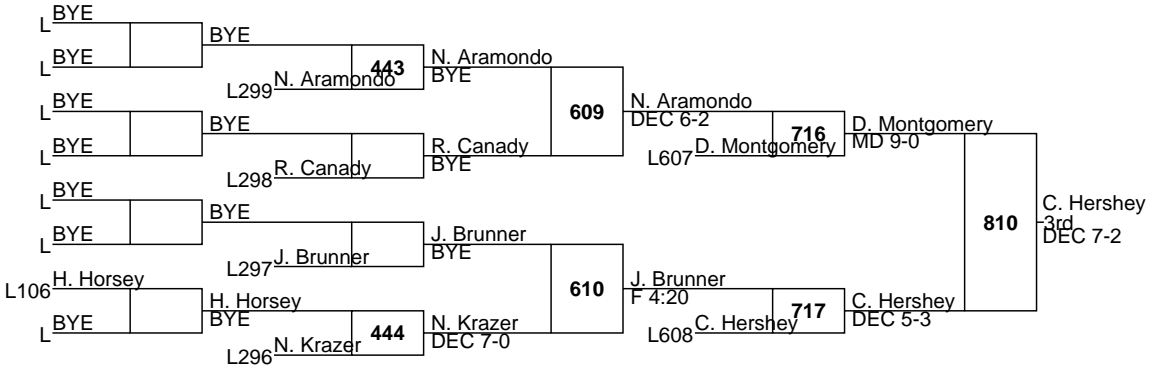 BYE
L
BYE
L
BYE
L299 N. Aramondo
443
N. Aramondo
BYE
BYE
L
BYE
L
BYE
L298 R. Canady
R. Canady
BYE
609
N. Aramondo
DEC 6-2
L607 D. Montgomery
716
D. Montgomery
MD 9-0
BYE
L
BYE
L
BYE
L297 J. Brunner
J. Brunner
BYE
L106 H. Horsey
BYE
L
H. Horsey
BYE
L296 N. Krazer
444
N. Krazer
DEC 7-0
610
J. Brunner
F 4:20
L608 C. Hershey
717
C. Hershey
DEC 5-3
810
C. Hershey
3rd
DEC 7-2